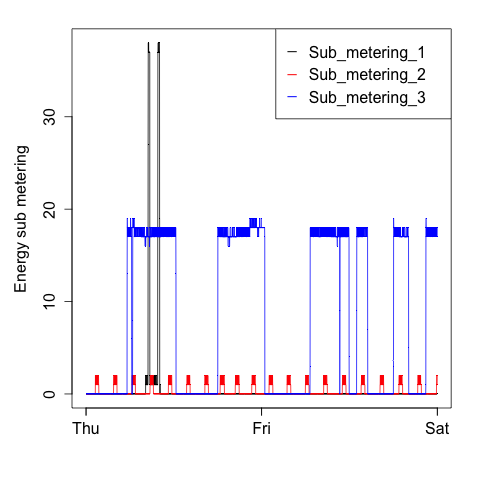 Sub_metering_1
Sub_metering_2
Sub_metering_3
Energy sub metering
30
20
10
0
Thu Fri Sat